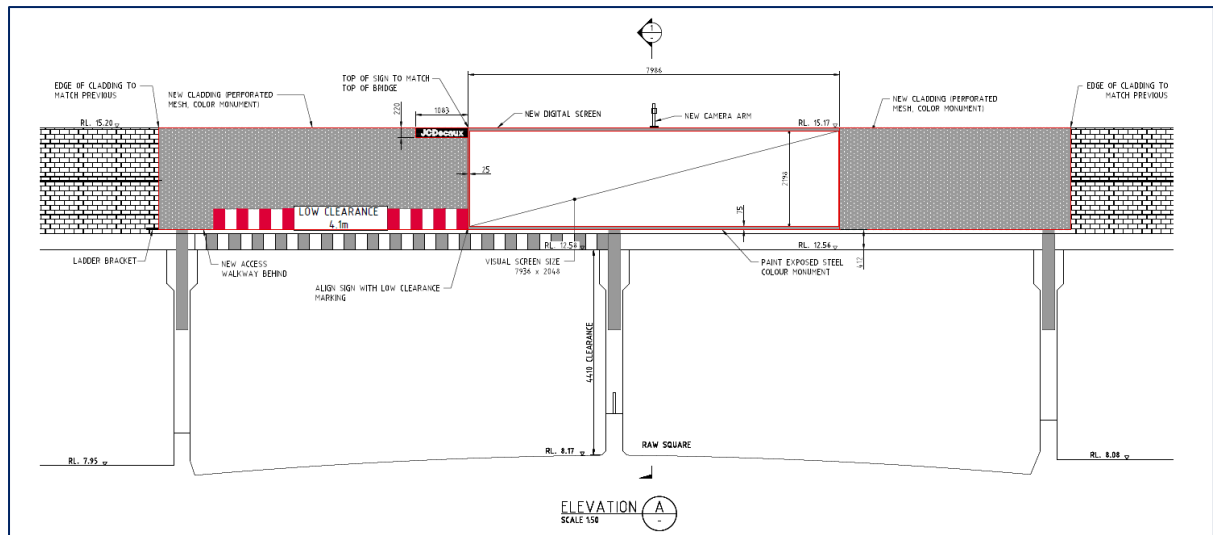 1
-
7986
EDGE OF CLADDING TO
MATCH PREVIOUS
NEW CLADDING (PERFORATED
MESH, COLOR MONUMENT)
TOP OF SIGN TO MATCH
TOP OF BRIDGE
1083
220
NEW DIGITAL SCREEN
NEW CAMERA ARM
NEW CLADDING (PERFORATED
MESH, COLOR MONUMENT)
EDGE OF CLADDING TO
MATCH PREVIOUS
RL. 15.20
JCDecaux
RL. 15.17
25
2198
75
LOW CLEARANCE
4.1m
RL. 12.58
RL. 12.56
412
LADDER BRACKET
NEW ACCESS
WALKWAY BEHIND
VISUAL SCREEN SIZE
7936 x 2048
PAINT EXPOSED STEEL
COLOUR MONUMENT
ALIGN SIGN WITH LOW CLEARANCE
MARKING
4410 CLEARANCE
RL. 7.95
RL. 8.17
RAW SQUARE
RL. 8.08
ELEVATION
SCALE 1:50
A
-